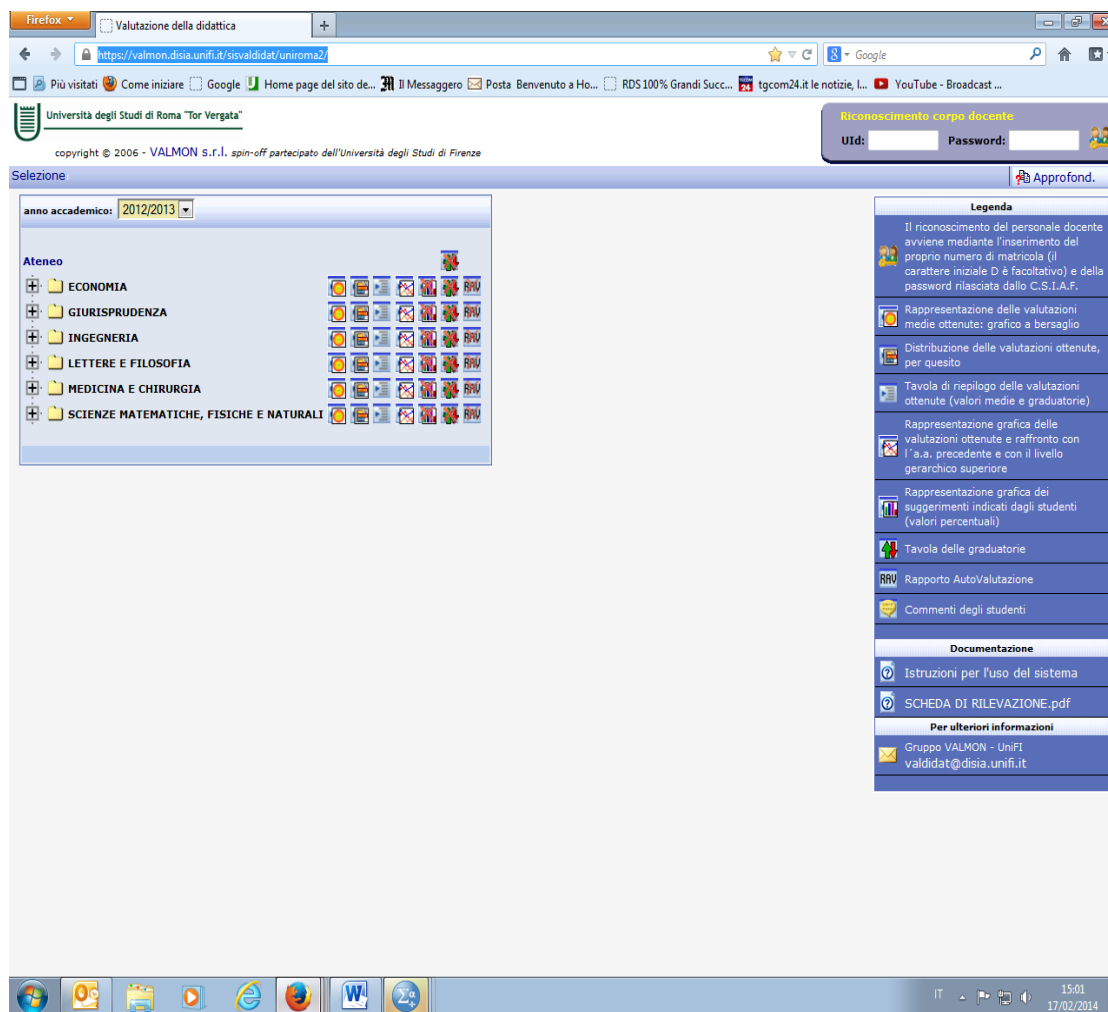 Firefox
Valutazione della didattica
https://valmon.disia.unifi.it/sisvaldidat/uniroma2/
Google
Più visitati Come iniziare Google Home page del sito de... Il Messaggero Posta Benvenuto a Ho... RDS 100% Grandi Succ... tgcom24.it le notizie, l... YouTube - Broadcast ...
Università degli Studi di Roma "Tor Vergata"
copyright © 2006 - VALMON S.r.l. spin-off partecipato dell'Università degli Studi di Firenze
Riconoscimento corpo docente
UId: Password:
Selezione
Approfond.
anno accademico: 2012/2013
Ateneo
ECONOMIA RAV
GIURISPRUDENZA RAV
INGEGNERIA RAV
LETTERE E FILOSOFIA RAV
MEDICINA E CHIRURGIA RAV
SCIENZE MATEMATICHE, FISICHE E NATURALI RAV
Legenda
Il riconoscimento del personale docente
avviene mediante l'inserimento del
proprio numero di matricola (il
carattere iniziale D è facoltativo) e della
password rilasciata dallo C.S.I.A.F.
Rappresentazione delle valutazioni
medie ottenute: grafico a bersaglio
Distribuzione delle valutazioni ottenute,
per quesito
Tavola di riepilogo delle valutazioni
ottenute (valori medie e graduatorie)
Rappresentazione grafica delle
valutazioni ottenute e raffronto con
l´a.a. precedente e con il livello
gerarchico superiore
Rappresentazione grafica dei
suggerimenti indicati dagli studenti
(valori percentuali)
Tavola delle graduatorie
RAV Rapporto AutoValutazione
Commenti degli studenti
Documentazione
Istruzioni per l'uso del sistema
SCHEDA DI RILEVAZIONE.pdf
Per ulteriori informazioni
Gruppo VALMON - UniFI
valdidat@disia.unifi.it
IT
15:01
17/02/2014